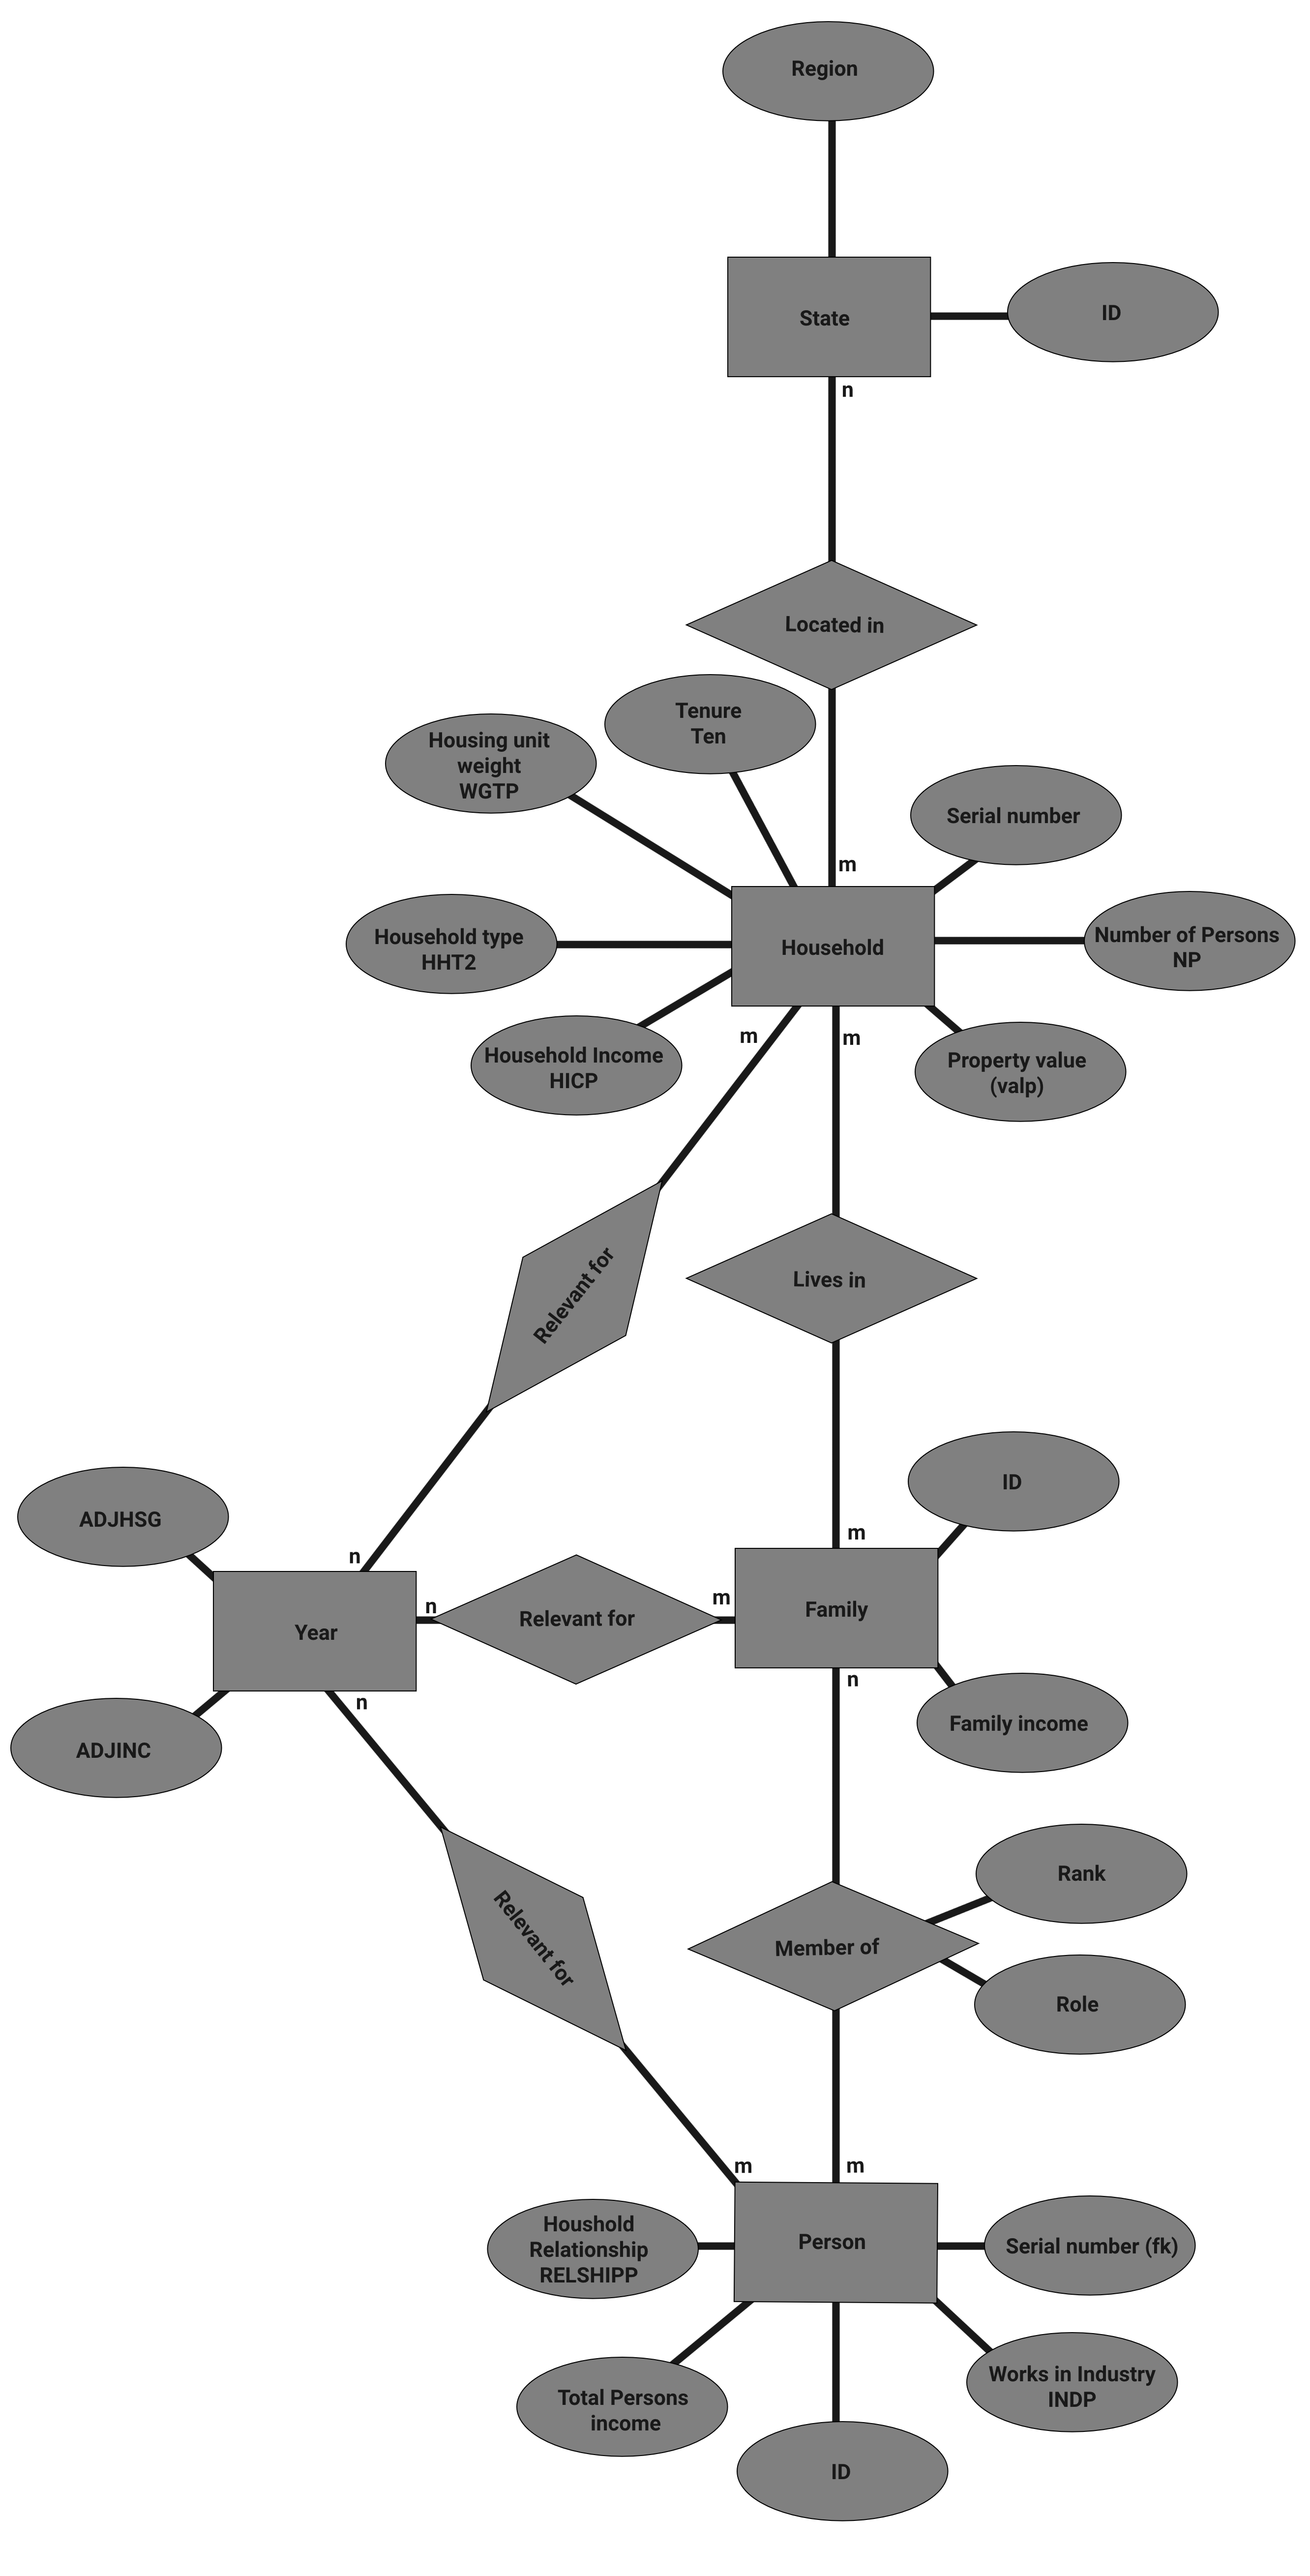 Region
State
ID
n
Located in
Tenure
Ten
Housing unit
weight
WGTP
Serial number
m
Household type
HHT2
Household
Number of Persons
NP
m
m
Household Income
HICP
Property value
(valp)
Relevant for
Lives in
ID
ADJHSG
n
m
n
Relevant for
m
Family
Year
n
n
Family income
ADJINC
Rank
Relevant for
Member of
Role
m
m
Houshold
Relationship
RELSHIPP
Person
Serial number (fk)
Works in Industry
INDP
Total Persons
income
ID